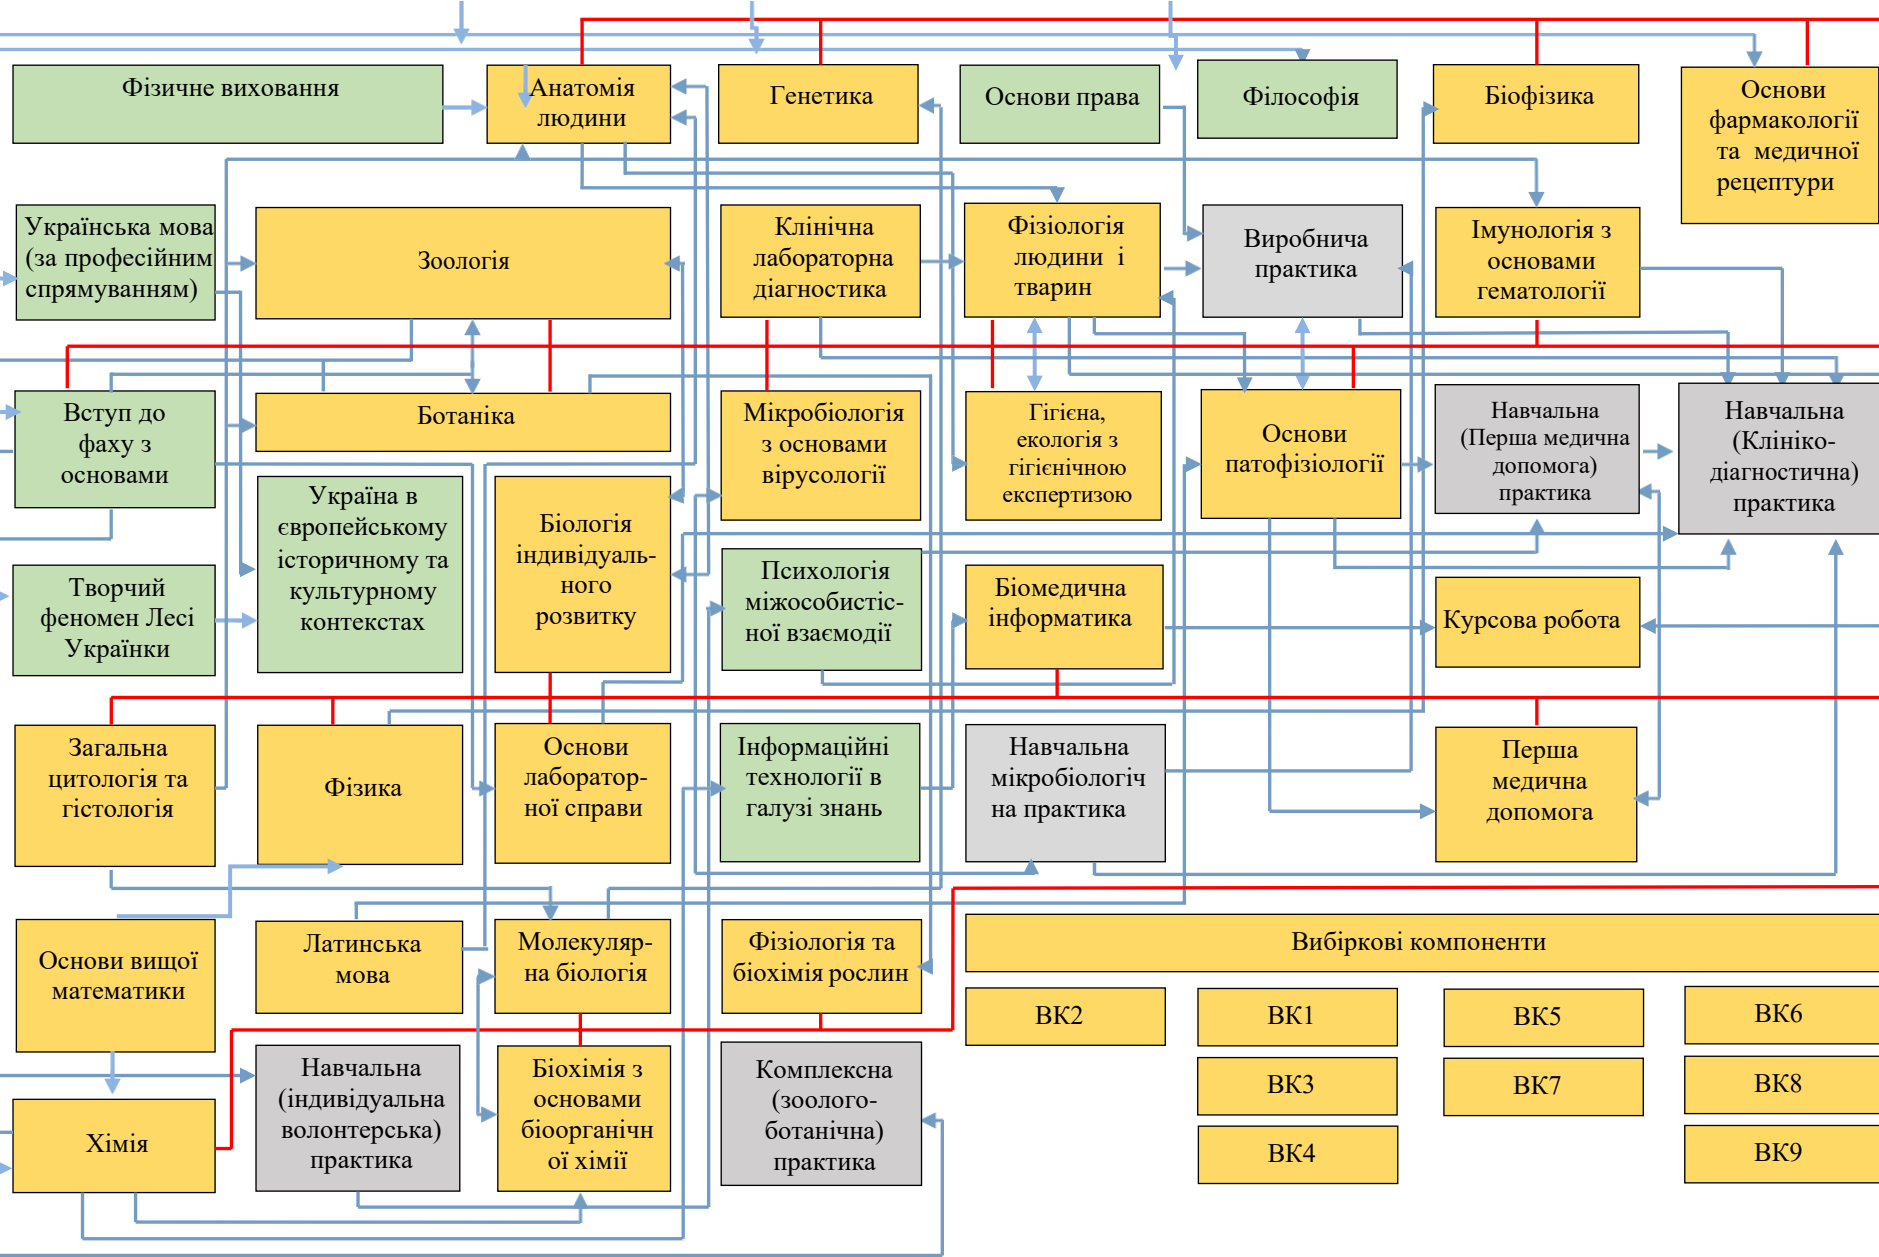 Фізичне виховання
Анатомія
людини
Генетика
Основи права
Філософія
Біофізика
Основи
фармакології
та медичної
рецептури
Українська мова
(за професійним
спрямуванням)
Зоологія
Клінічна
лабораторна
діагностика
Фізіологія
людини і
тварин
Виробнича
практика
Імунологія з
основами
гематології
Вступ до
фаху з
основами
Ботаніка
Мікробіологія
з основами
вірусології
Гігієна,
екологія з
гігієнічною
експертизою
Основи
патофізіології
Навчальна
(Перша медична
допомога)
практика
Навчальна
(Клініко-
діагностична)
практика
Україна в
європейському
історичному та
культурному
контекстах
Біологія
індивідуаль-
ного
розвитку
Творчий
феномен Лесі
Українки
Психологія
міжособистіс-
ної взаємодії
Біомедична
інформатика
Курсова робота
Загальна
цитологія та
гістологія
Фізика
Основи
лаборатор-
ної справи
Інформаційні
технології в
галузі знань
Навчальна
мікробіологіч
на практика
Перша
медична
допомога
Основи вищої
математики
Латинська
мова
Молекуляр-
на біологія
Фізіологія та
біохімія рослин
Вибіркові компоненти
ВК2
ВК1
ВК5
ВК6
Хімія
Навчальна
(індивідуальна
волонтерська)
практика
Біохімія з
основами
біоорганічн
ої хімії
Комплексна
(зоолого-
ботанічна)
практика
ВК3
ВК7
ВК8
ВК4
ВК9